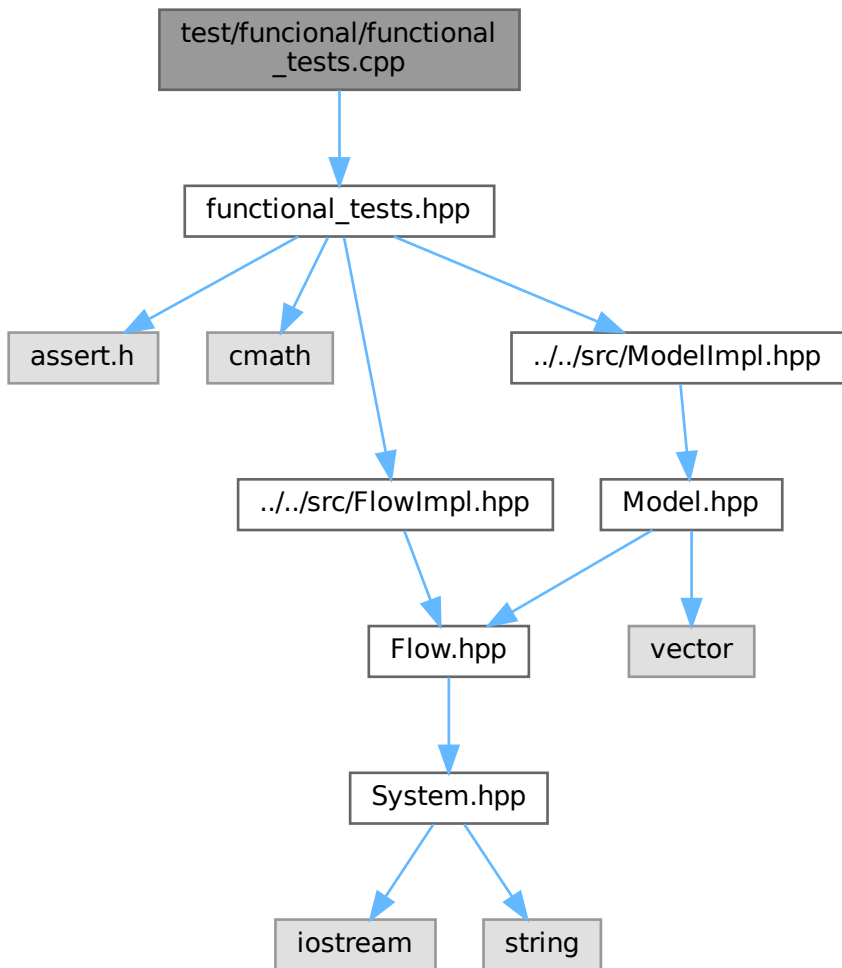 test/funcional/functional
_tests.cpp
functional_tests.hpp
assert.h
cmath
../../src/ModelImpl.hpp
../../src/FlowImpl.hpp
Model.hpp
Flow.hpp
vector
System.hpp
iostream
string